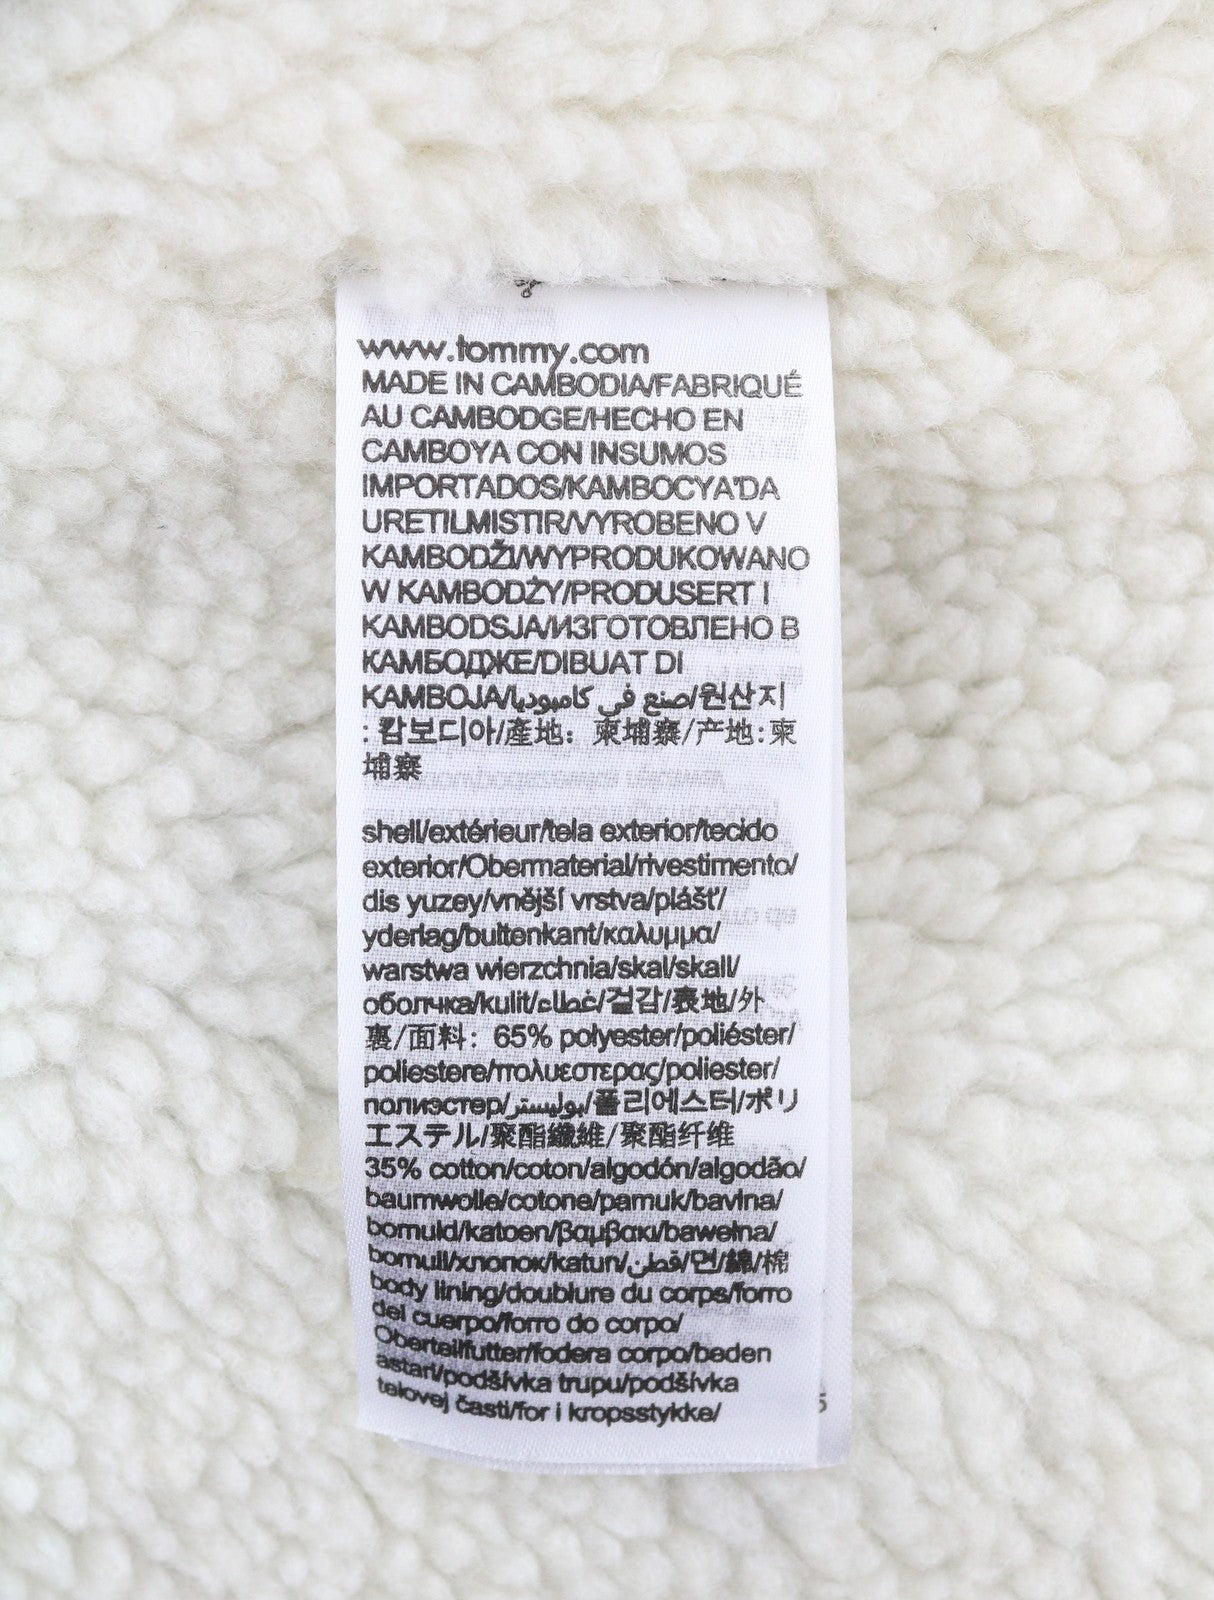 www.tommy.com
MADE IN CAMBODIA/FABRIQUÉ
AU CAMBODGE/HECHO EN
CAMBOYA CON INSUMOS
IMPORTADOS/KAMBOCYA'DA
URETILMISTIR/VYROBENO V
KAMBODŽI/WYPRODUKOWANO
W KAMBODŻY/PRODUSERT I
KAMBODSJA/ИЗГОТОВЛЕНО В
КАМБОДЖЕ/DIBUAT DI
KAMBOJA/صنع في كامبوديا/원산지
: 캄보디아/產地： 柬埔寨/产地:柬
埔寨
shell/extérieur/tela exterior/tecido
exterior/Obermaterial/rivestimento/
dis yuzey/vnější vrstva/plášť/
yderlag/buitenkant/καλυμμα/
warstwa wierzchnia/skal/skall/
оболчка/kulit/غطاء/겉감/表地/外
裏/面料： 65% polyester/poliéster/
poliestere/πολυεστερας/poliester/
полиэстер/بوليستر/폴리에스터/ポリ
エステル/聚酯纖維/聚酯纤维
35% cotton/coton/algodón/algodão/
baumwolle/cotone/pamuk/bavlna/
bomuld/katoen/βαμβακι/bawełna/
bomull/хлопок/katun/قطن/면/綿/棉
body lining/doublure du corps/forro
del cuerpo/forro do corpo/
Oberteilfutter/fodera corpo/beden
astari/podšívka trupu/podšívka
telovej časti/for i kropsstykke/
5